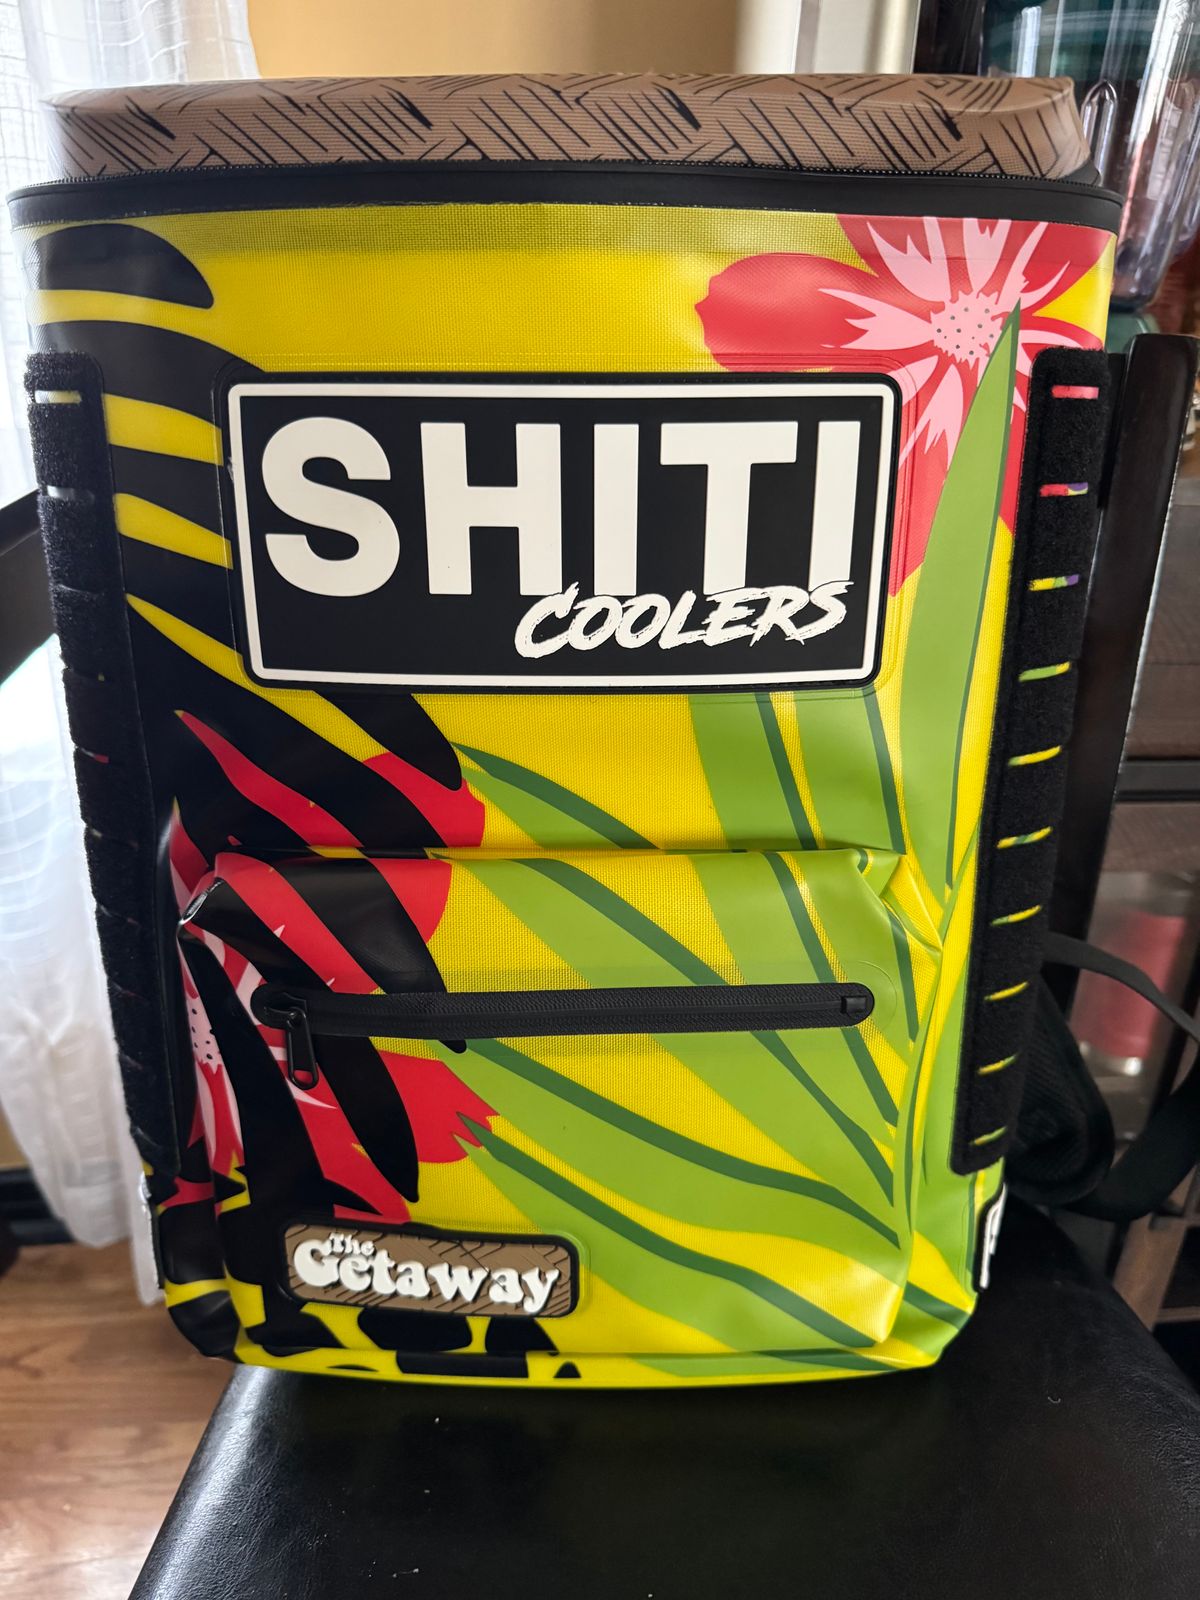 SHITI
COOLERS
The
Getaway